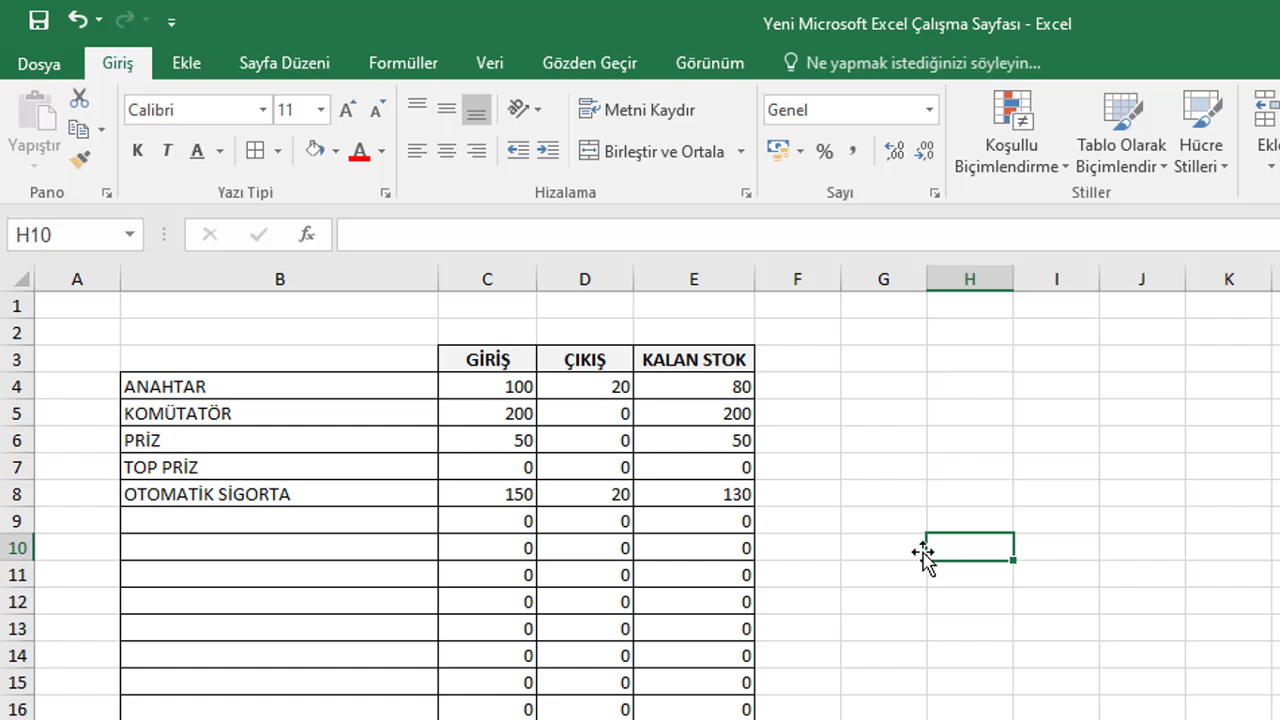 Yeni Microsoft Excel Çalışma Sayfası - Excel
Dosya Giriş Ekle Sayfa Düzeni Formüller Veri Gözden Geçir Görünüm Ne yapmak istediğinizi söyleyin...
Yapıştır
Pano
Calibri 11
K T A A
Yazı Tipi
Metni Kaydır
Birleştir ve Ortala
Hizalama
Genel
%
Sayı
Koşullu Biçimlendirme
Tablo Olarak Biçimlendir
Hücre Stilleri
Stiller
H10 fx
A B C D E F G H I J K
1
2
3 GİRİŞ ÇIKIŞ KALAN STOK
4 ANAHTAR 100 20 80
5 KOMÜTATÖR 200 0 200
6 PRİZ 50 0 50
7 TOP PRİZ 0 0 0
8 OTOMATİK SİGORTA 150 20 130
9 0 0 0
10 0 0 0
11 0 0 0
12 0 0 0
13 0 0 0
14 0 0 0
15 0 0 0
16 0 0 0